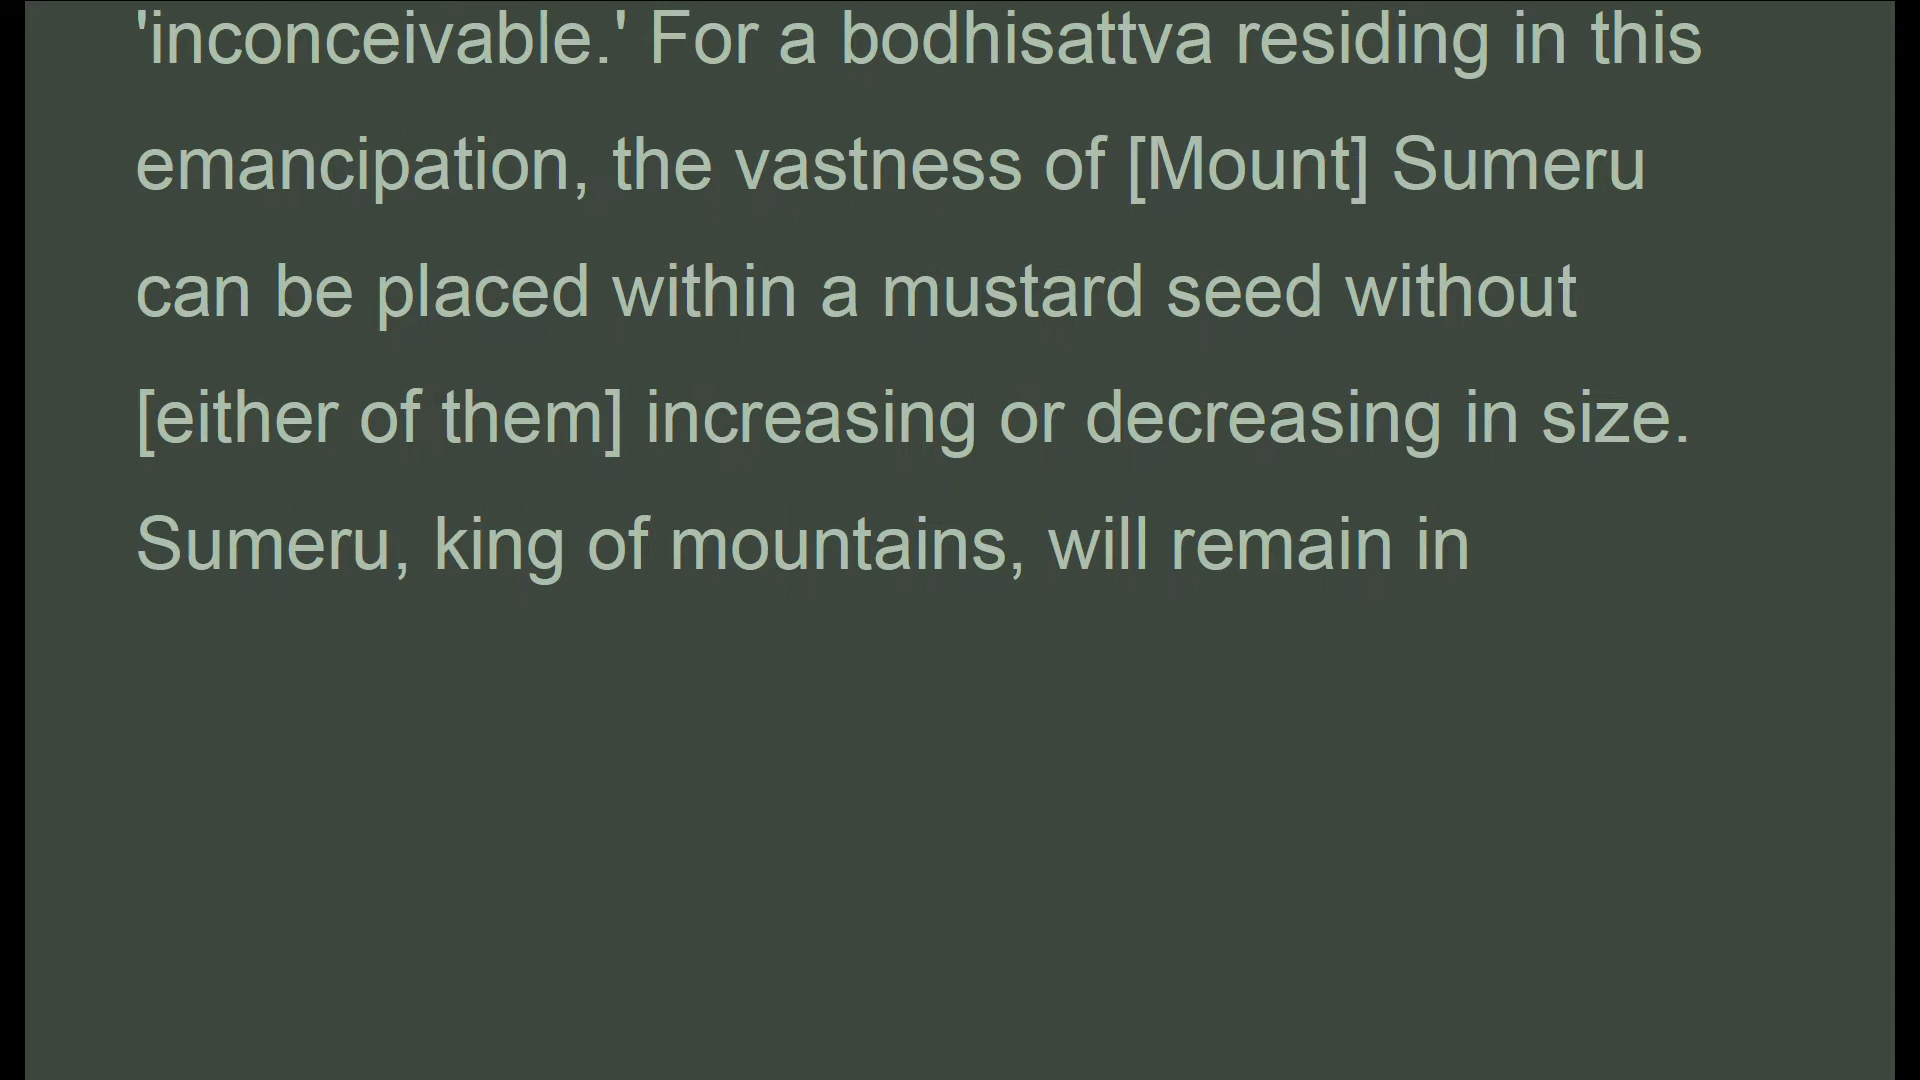 'inconceivable.' For a bodhisattva residing in this
emancipation, the vastness of [Mount] Sumeru
can be placed within a mustard seed without
[either of them] increasing or decreasing in size.
Sumeru, king of mountains, will remain in